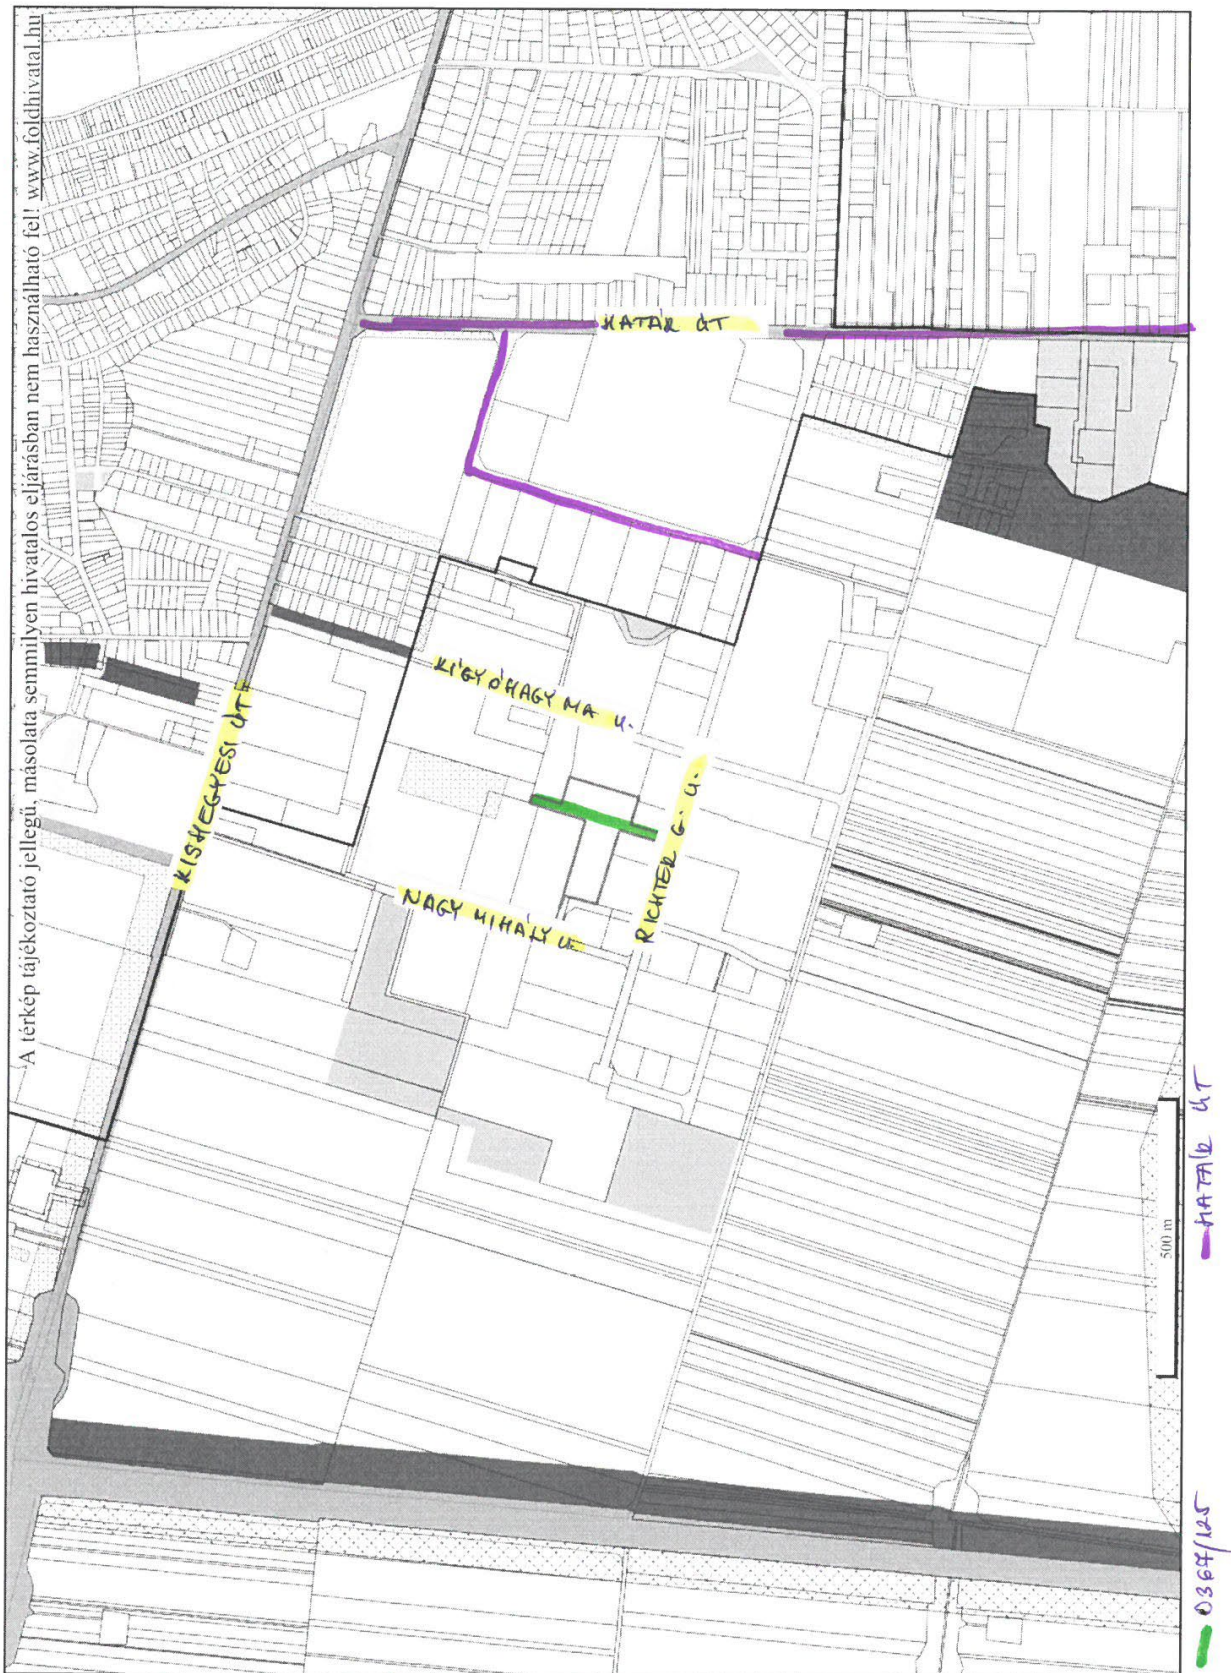 A térkép tájékoztató jellegű, másolata semmilyen hivatalos eljárásban nem használható fel! www.foldhivatal.hu
HATÁR ÚT
KISHEGYESI ÚT
KÍGYÓHAGYMA U.
NAGY MIHÁLY U.
RICHTER G. U.
500 m
0367/125
HATÁR ÚT